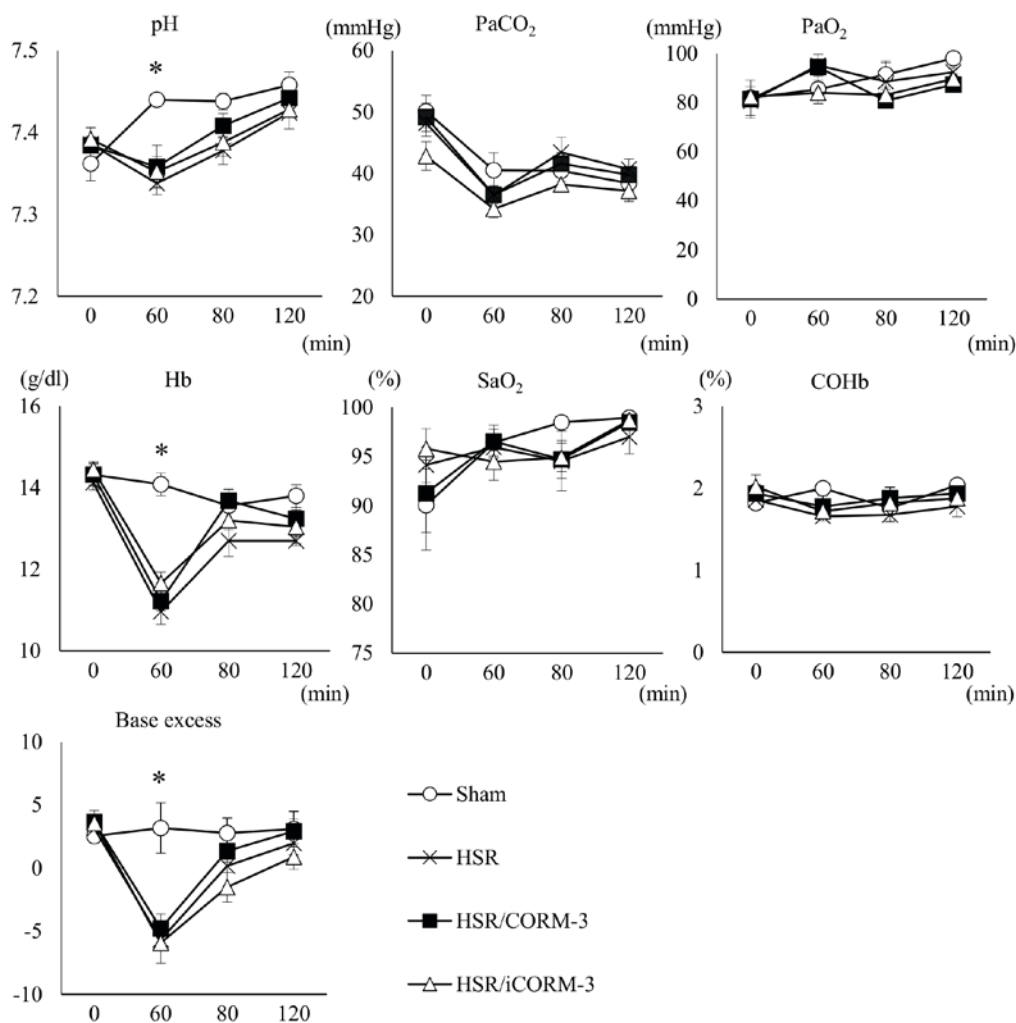 pH
7.5
7.4
7.3
7.2
*
0 60 80 120
(min)
(mmHg) PaCO₂
60
50
40
30
20
0 60 80 120
(min)
(mmHg) PaO₂
100
80
60
40
20
0
0 60 80 120
(min)
(g/dl) Hb
16
14
12
10
*
0 60 80 120
(min)
(%) SaO₂
100
95
90
85
80
75
0 60 80 120
(min)
(%) COHb
3
2
1
0
0 60 80 120
(min)
Base excess
10
5
0
-5
-10
*
0 60 80 120
Sham
HSR
HSR/CORM-3
HSR/iCORM-3